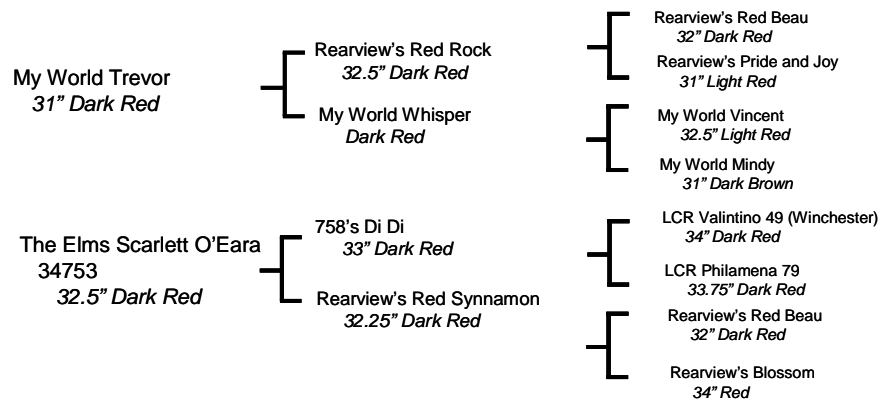 My World Trevor
31” Dark Red
Rearview’s Red Rock
32.5” Dark Red
My World Whisper
Dark Red
Rearview’s Red Beau
32” Dark Red
Rearview’s Pride and Joy
31” Light Red
My World Vincent
32.5” Light Red
My World Mindy
31” Dark Brown
The Elms Scarlett O’Eara
34753
32.5” Dark Red
758’s Di Di
33” Dark Red
Rearview’s Red Synnamon
32.25” Dark Red
LCR Valintino 49 (Winchester)
34” Dark Red
LCR Philamena 79
33.75” Dark Red
Rearview’s Red Beau
32” Dark Red
Rearview’s Blossom
34” Red